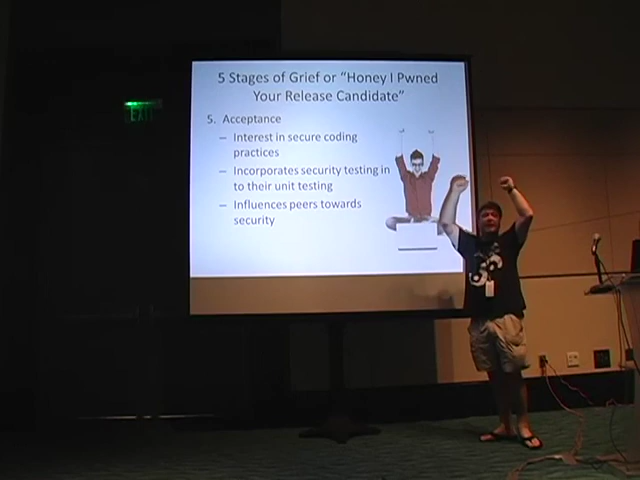 5 Stages of Grief or “Honey I Pwned
Your Release Candidate”
5. Acceptance
– Interest in secure coding
practices
– Incorporates security testing in
to their unit testing
– Influences peers towards
security
EXIT